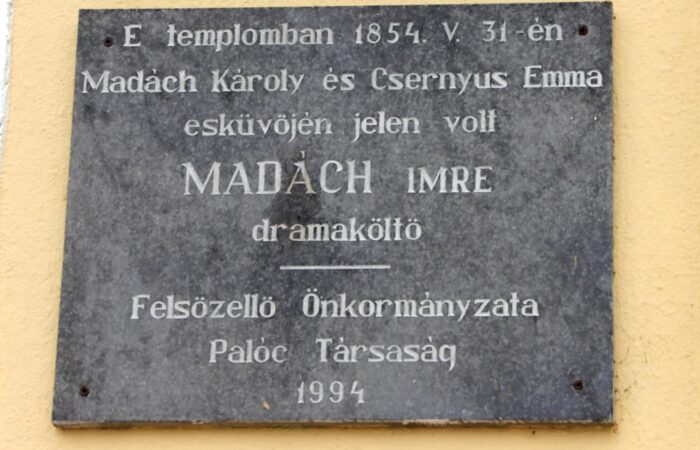 E templomban 1854. V. 31-én
Madách Károly és Csernyus Emma
esküvőjén jelen volt
MADÁCH IMRE
drámaköltő
Felsőzellő Önkormányzata
Palóc Társaság
1994